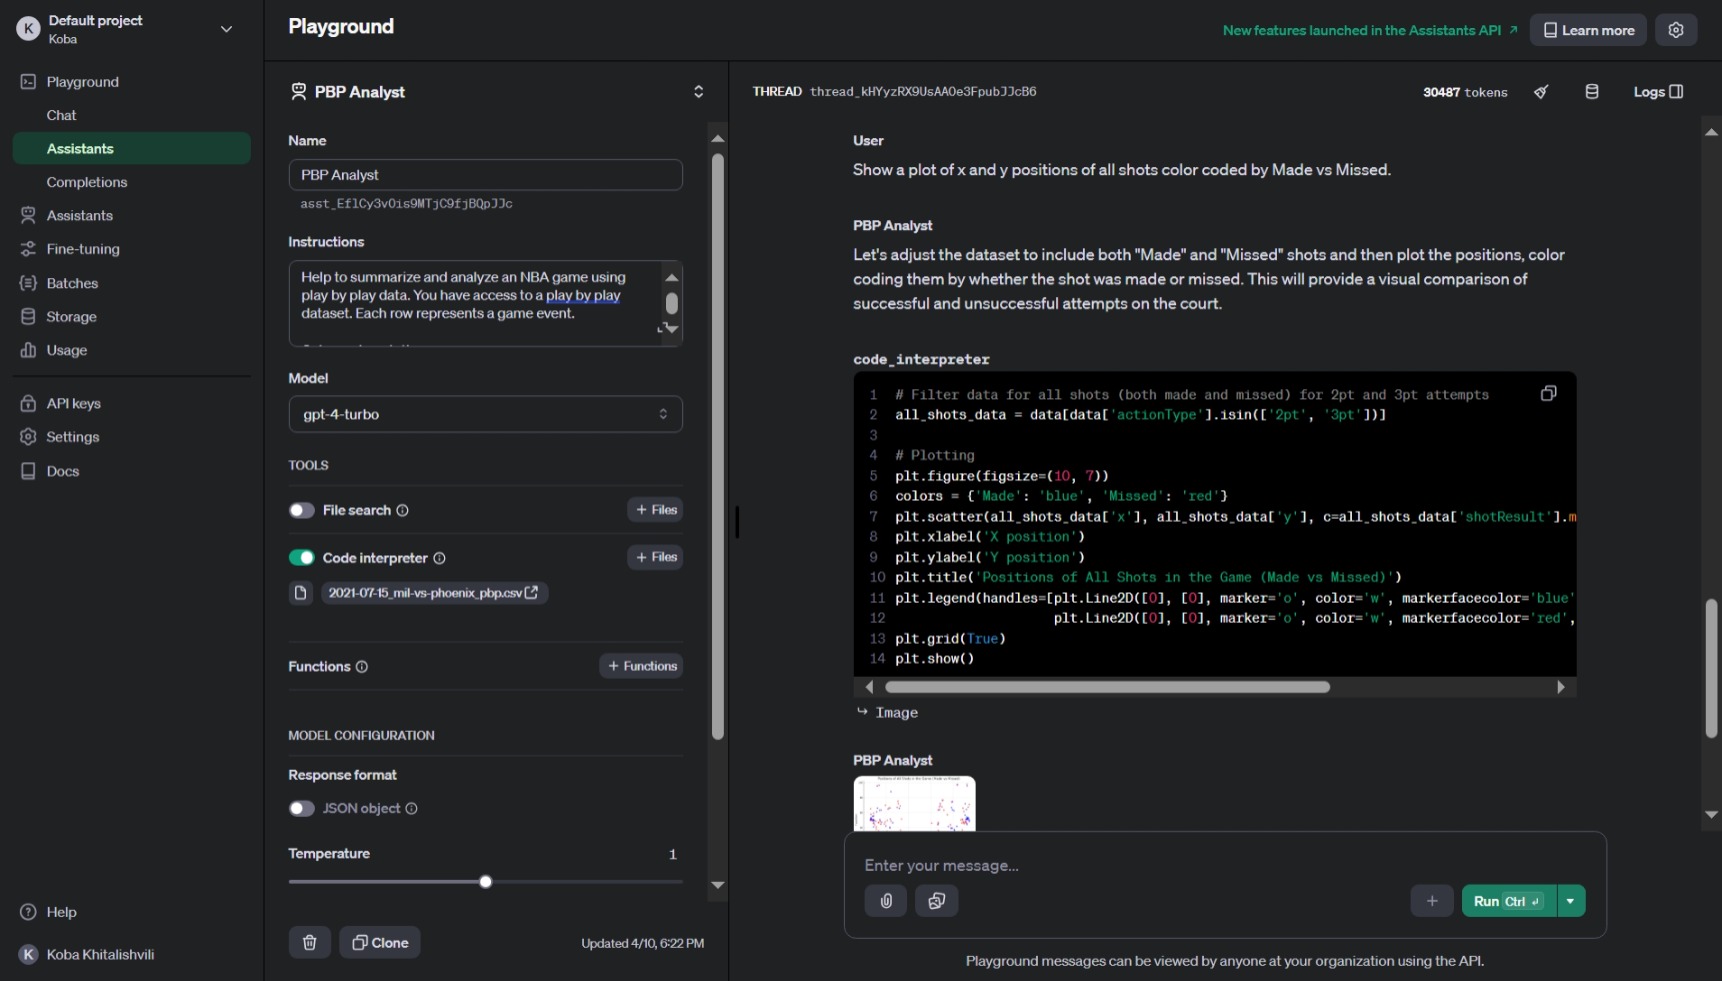 K
Default project
Koba
Playground
Chat
Assistants
Completions
Assistants
Fine-tuning
Batches
Storage
Usage
API keys
Settings
Docs
Help
K
Koba Khitalishvili
Playground
New features launched in the Assistants API ↗
Learn more
PBP Analyst
Name
PBP Analyst
asst_EflCy3vOis9MTjC9fjBQpJJc
Instructions
Help to summarize and analyze an NBA game using
play by play data. You have access to a play by play
dataset. Each row represents a game event.
Model
gpt-4-turbo
TOOLS
File search
+ Files
Code interpreter
+ Files
2021-07-15_mil-vs-phoenix_pbp.csv
Functions
+ Functions
MODEL CONFIGURATION
Response format
JSON object
Temperature
1
Clone
Updated 4/10, 6:22 PM
THREAD thread_kHYyzRX9UsAAOe3FpubJJcB6
30487 tokens
Logs
User
Show a plot of x and y positions of all shots color coded by Made vs Missed.
PBP Analyst
Let's adjust the dataset to include both "Made" and "Missed" shots and then plot the positions, color
coding them by whether the shot was made or missed. This will provide a visual comparison of
successful and unsuccessful attempts on the court.
code_interpreter
1 # Filter data for all shots (both made and missed) for 2pt and 3pt attempts
2 all_shots_data = data[data['actionType'].isin(['2pt', '3pt'])]
3
4 # Plotting
5 plt.figure(figsize=(10, 7))
6 colors = {'Made': 'blue', 'Missed': 'red'}
7 plt.scatter(all_shots_data['x'], all_shots_data['y'], c=all_shots_data['shotResult'].m
8 plt.xlabel('X position')
9 plt.ylabel('Y position')
10 plt.title('Positions of All Shots in the Game (Made vs Missed)')
11 plt.legend(handles=[plt.Line2D([0], [0], marker='o', color='w', markerfacecolor='blue'
12 plt.Line2D([0], [0], marker='o', color='w', markerfacecolor='red',
13 plt.grid(True)
14 plt.show()
↪ Image
PBP Analyst
Positions of All Shots in the Game (Made vs Missed)
Enter your message...
+
Run Ctrl ↵
Playground messages can be viewed by anyone at your organization using the API.